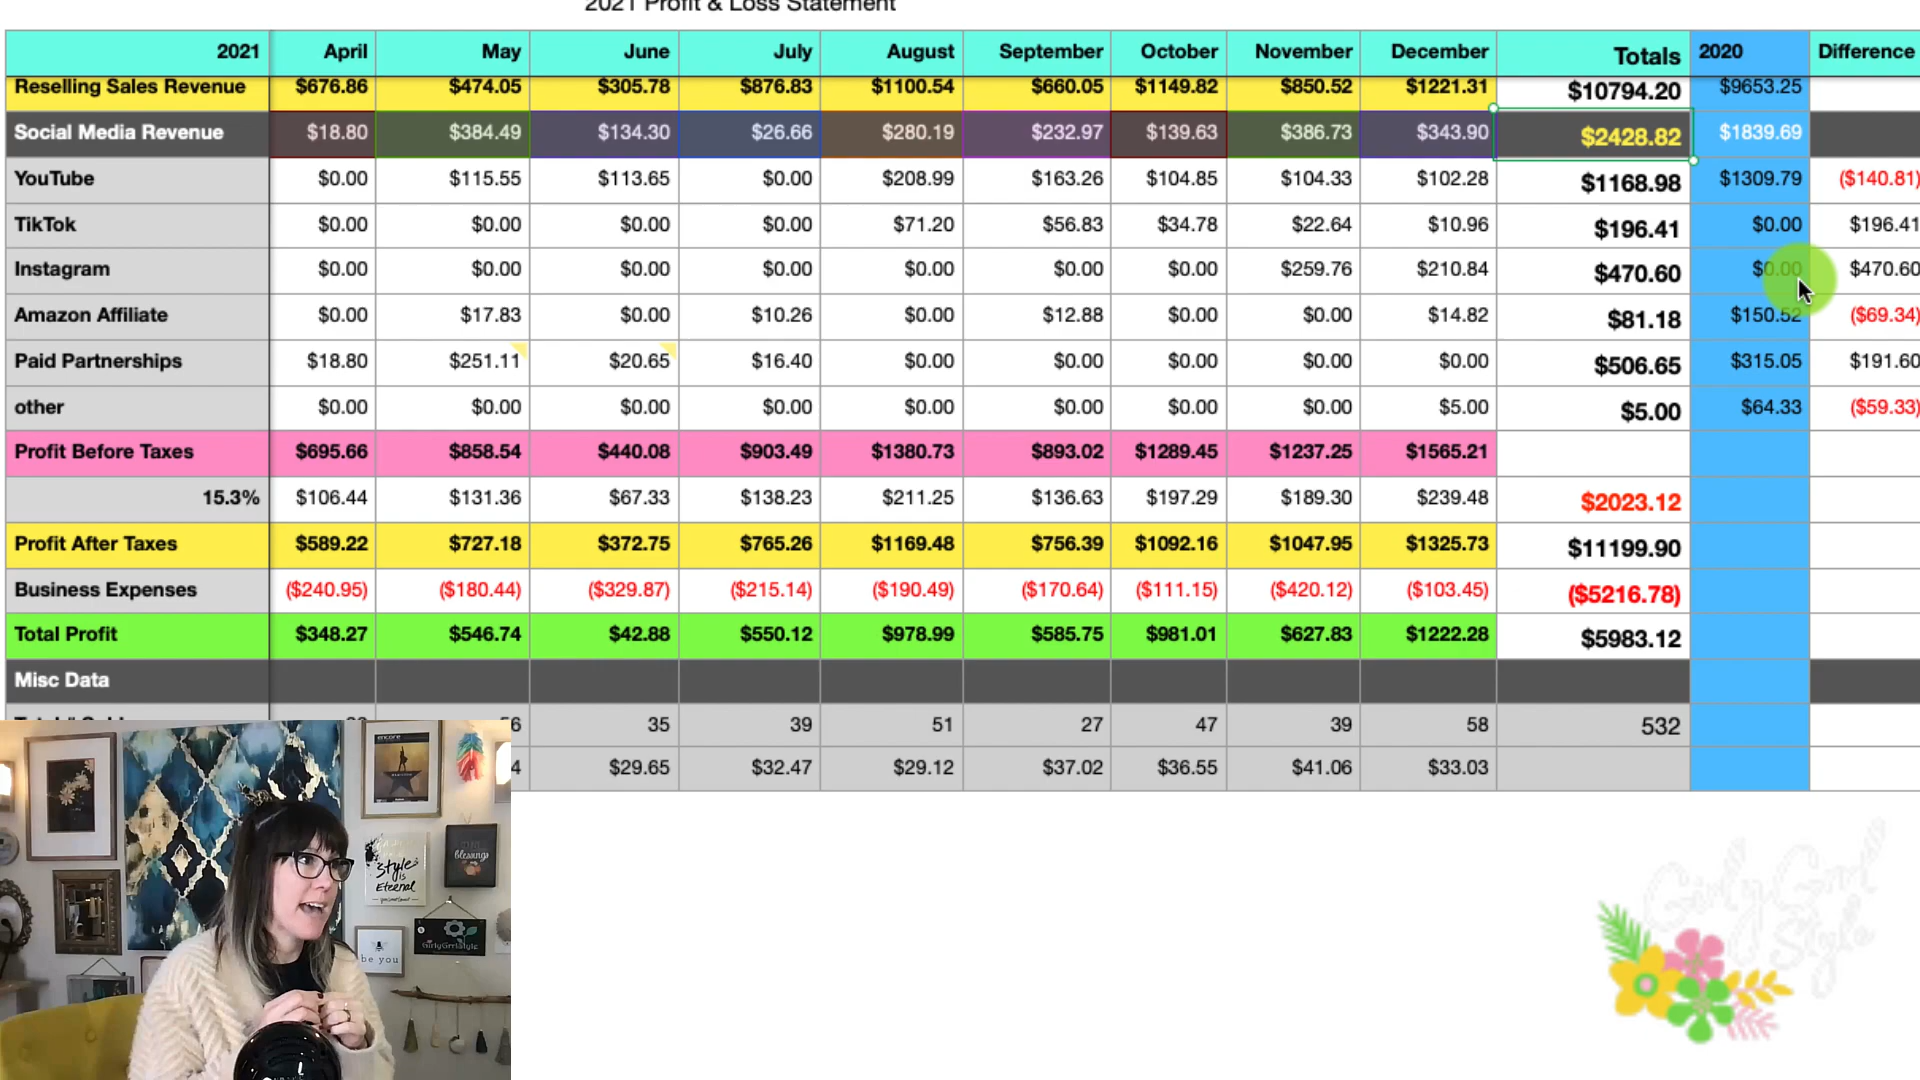 2021 Profit & Loss Statement
2021 April May June July August September October November December Totals 2020 Difference
Reselling Sales Revenue $676.86 $474.05 $305.78 $876.83 $1100.54 $660.05 $1149.82 $850.52 $1221.31 $10794.20 $9653.25
Social Media Revenue $18.80 $384.49 $134.30 $26.66 $280.19 $232.97 $139.63 $386.73 $343.90 $2428.82 $1839.69
YouTube $0.00 $115.55 $113.65 $0.00 $208.99 $163.26 $104.85 $104.33 $102.28 $1168.98 $1309.79 ($140.81)
TikTok $0.00 $0.00 $0.00 $0.00 $71.20 $56.83 $34.78 $22.64 $10.96 $196.41 $0.00 $196.41
Instagram $0.00 $0.00 $0.00 $0.00 $0.00 $0.00 $0.00 $259.76 $210.84 $470.60 $0.00 $470.60
Amazon Affiliate $0.00 $17.83 $0.00 $10.26 $0.00 $12.88 $0.00 $0.00 $14.82 $81.18 $150.52 ($69.34)
Paid Partnerships $18.80 $251.11 $20.65 $16.40 $0.00 $0.00 $0.00 $0.00 $0.00 $506.65 $315.05 $191.60
other $0.00 $0.00 $0.00 $0.00 $0.00 $0.00 $0.00 $0.00 $5.00 $5.00 $64.33 ($59.33)
Profit Before Taxes $695.66 $858.54 $440.08 $903.49 $1380.73 $893.02 $1289.45 $1237.25 $1565.21
15.3% $106.44 $131.36 $67.33 $138.23 $211.25 $136.63 $197.29 $189.30 $239.48 $2023.12
Profit After Taxes $589.22 $727.18 $372.75 $765.26 $1169.48 $756.39 $1092.16 $1047.95 $1325.73 $11199.90
Business Expenses ($240.95) ($180.44) ($329.87) ($215.14) ($190.49) ($170.64) ($111.15) ($420.12) ($103.45) ($5216.78)
Total Profit $348.27 $546.74 $42.88 $550.12 $978.99 $585.75 $981.01 $627.83 $1222.28 $5983.12
Misc Data
6 35 39 51 27 47 39 58 532
4 $29.65 $32.47 $29.12 $37.02 $36.55 $41.06 $33.03
encore
style
is
Eternal
blessings
GirlyGrrlStyle
be you
Girly Grrl
Style